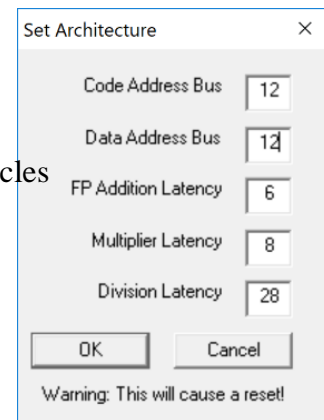 Set Architecture
Code Address Bus 12
Data Address Bus 12
cles
FP Addition Latency 6
Multiplier Latency 8
Division Latency 28
OK Cancel
Warning: This will cause a reset!